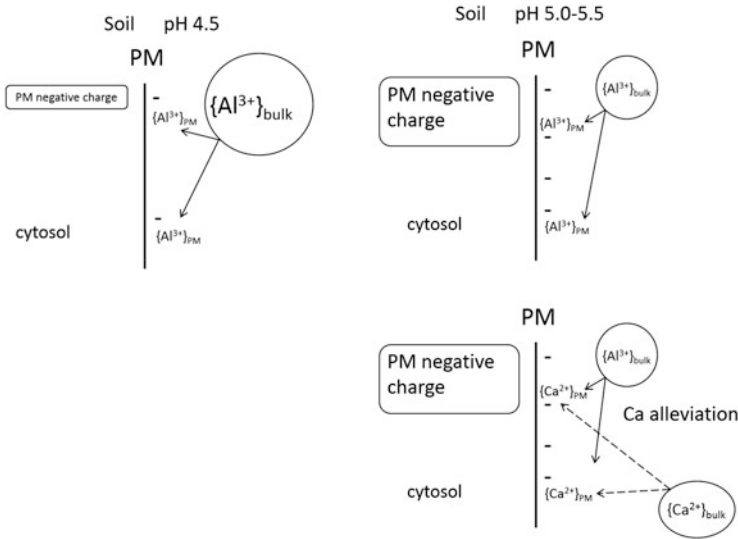 Soil pH 4.5
PM
PM negative charge
-
{Al³⁺}PM
{Al³⁺}bulk
-
{Al³⁺}PM
cytosol
Soil pH 5.0-5.5
PM
PM negative
charge
-
{Al³⁺}PM
{Al³⁺}bulk
-
-
-
{Al³⁺}PM
cytosol
PM
PM negative
charge
-
{Al³⁺}bulk
{Ca²⁺}PM
-
Ca alleviation
-
-
{Ca²⁺}PM
cytosol
{Ca²⁺}bulk